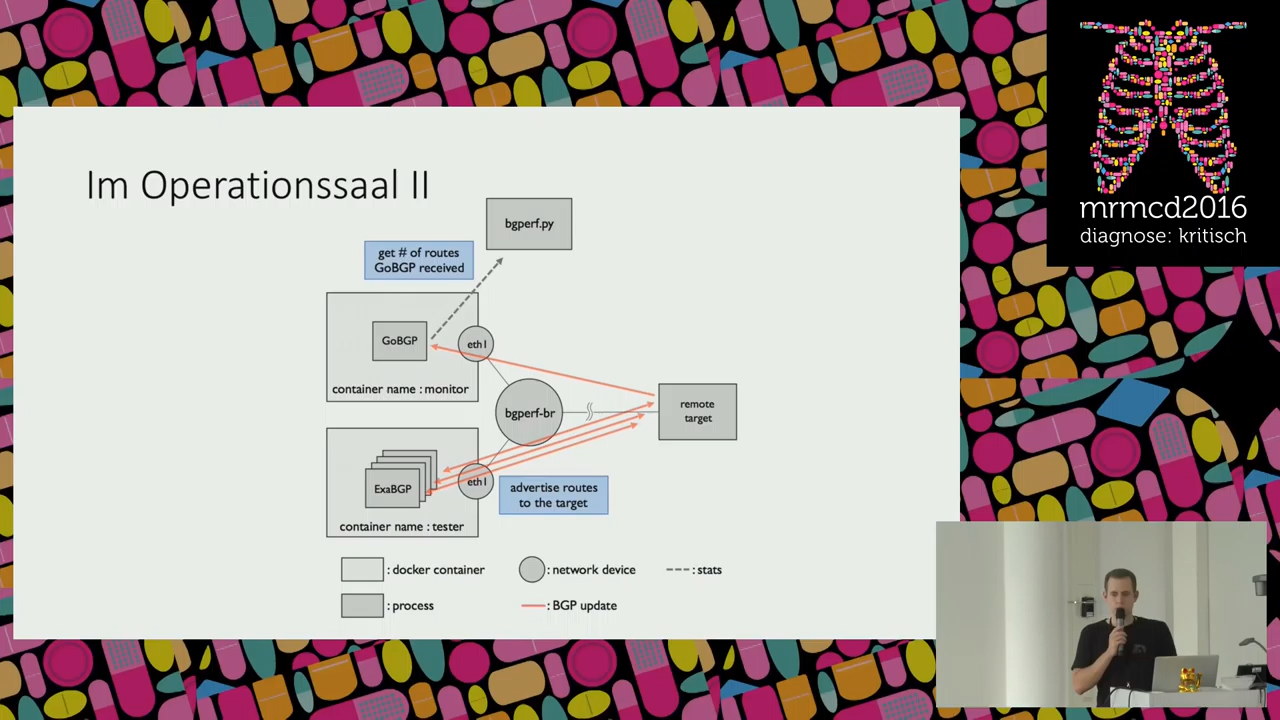 Im Operationssaal II
bgperf.py
get # of routes
GoBGP received
GoBGP
eth1
container name : monitor
bgperf-br
remote
target
ExaBGP
eth1
advertise routes
to the target
container name : tester
: docker container
: network device
: stats
: process
: BGP update
mrmcd2016
diagnose: kritisch